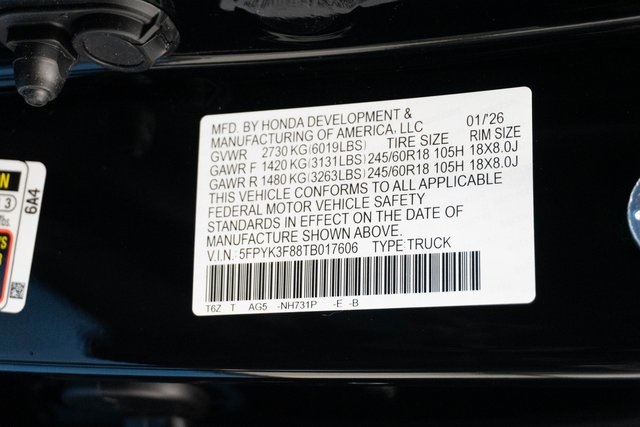 MFD. BY HONDA DEVELOPMENT &
MANUFACTURING OF AMERICA, LLC 01/'26
GVWR 2730 KG(6019LBS) TIRE SIZE RIM SIZE
GAWR F 1420 KG(3131LBS) 245/60R18 105H 18X8.0J
GAWR R 1480 KG(3263LBS) 245/60R18 105H 18X8.0J
THIS VEHICLE CONFORMS TO ALL APPLICABLE
FEDERAL MOTOR VEHICLE SAFETY
STANDARDS IN EFFECT ON THE DATE OF
MANUFACTURE SHOWN ABOVE.
V.I.N.: 5FPYK3F88TB017606 TYPE:TRUCK
T6Z T AG5 -NH731P -E -B
6A4
3